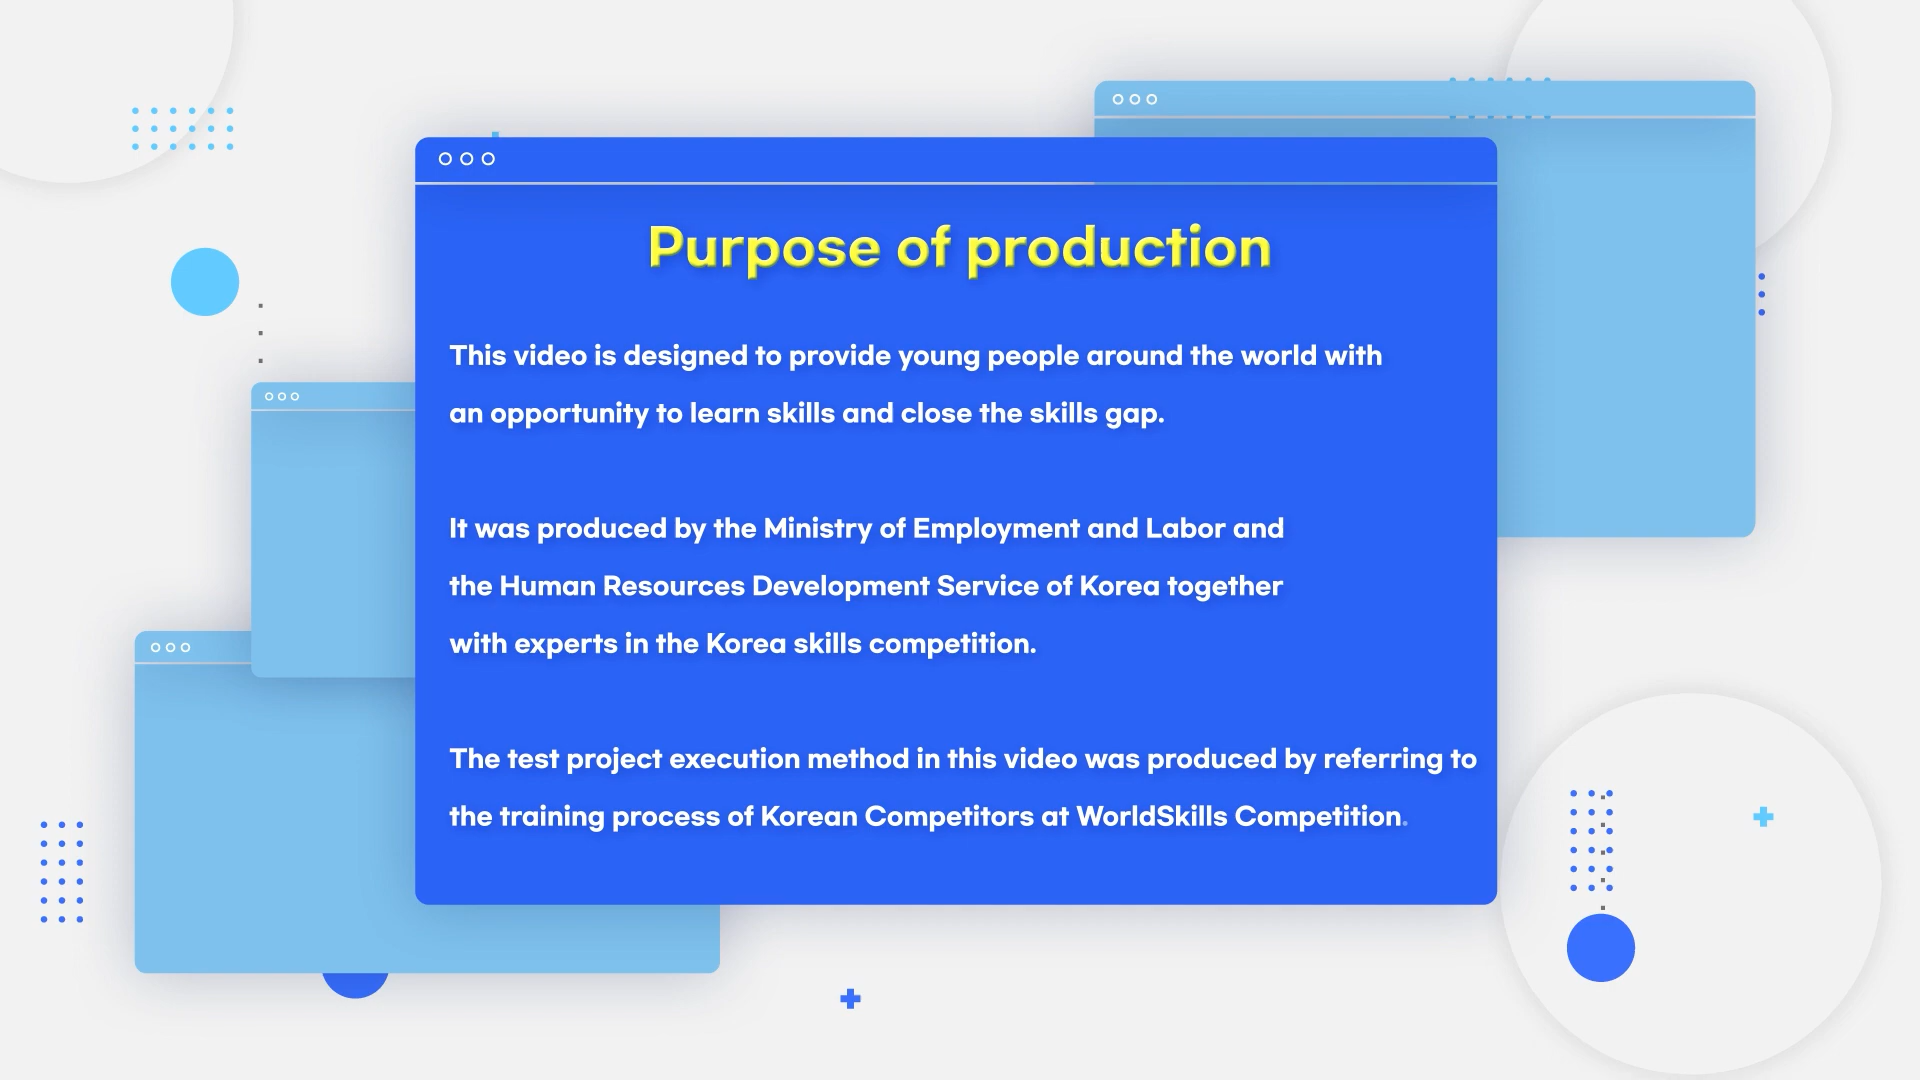 Purpose of production
This video is designed to provide young people around the world with
an opportunity to learn skills and close the skills gap.
It was produced by the Ministry of Employment and Labor and
the Human Resources Development Service of Korea together
with experts in the Korea skills competition.
The test project execution method in this video was produced by referring to
the training process of Korean Competitors at WorldSkills Competition.